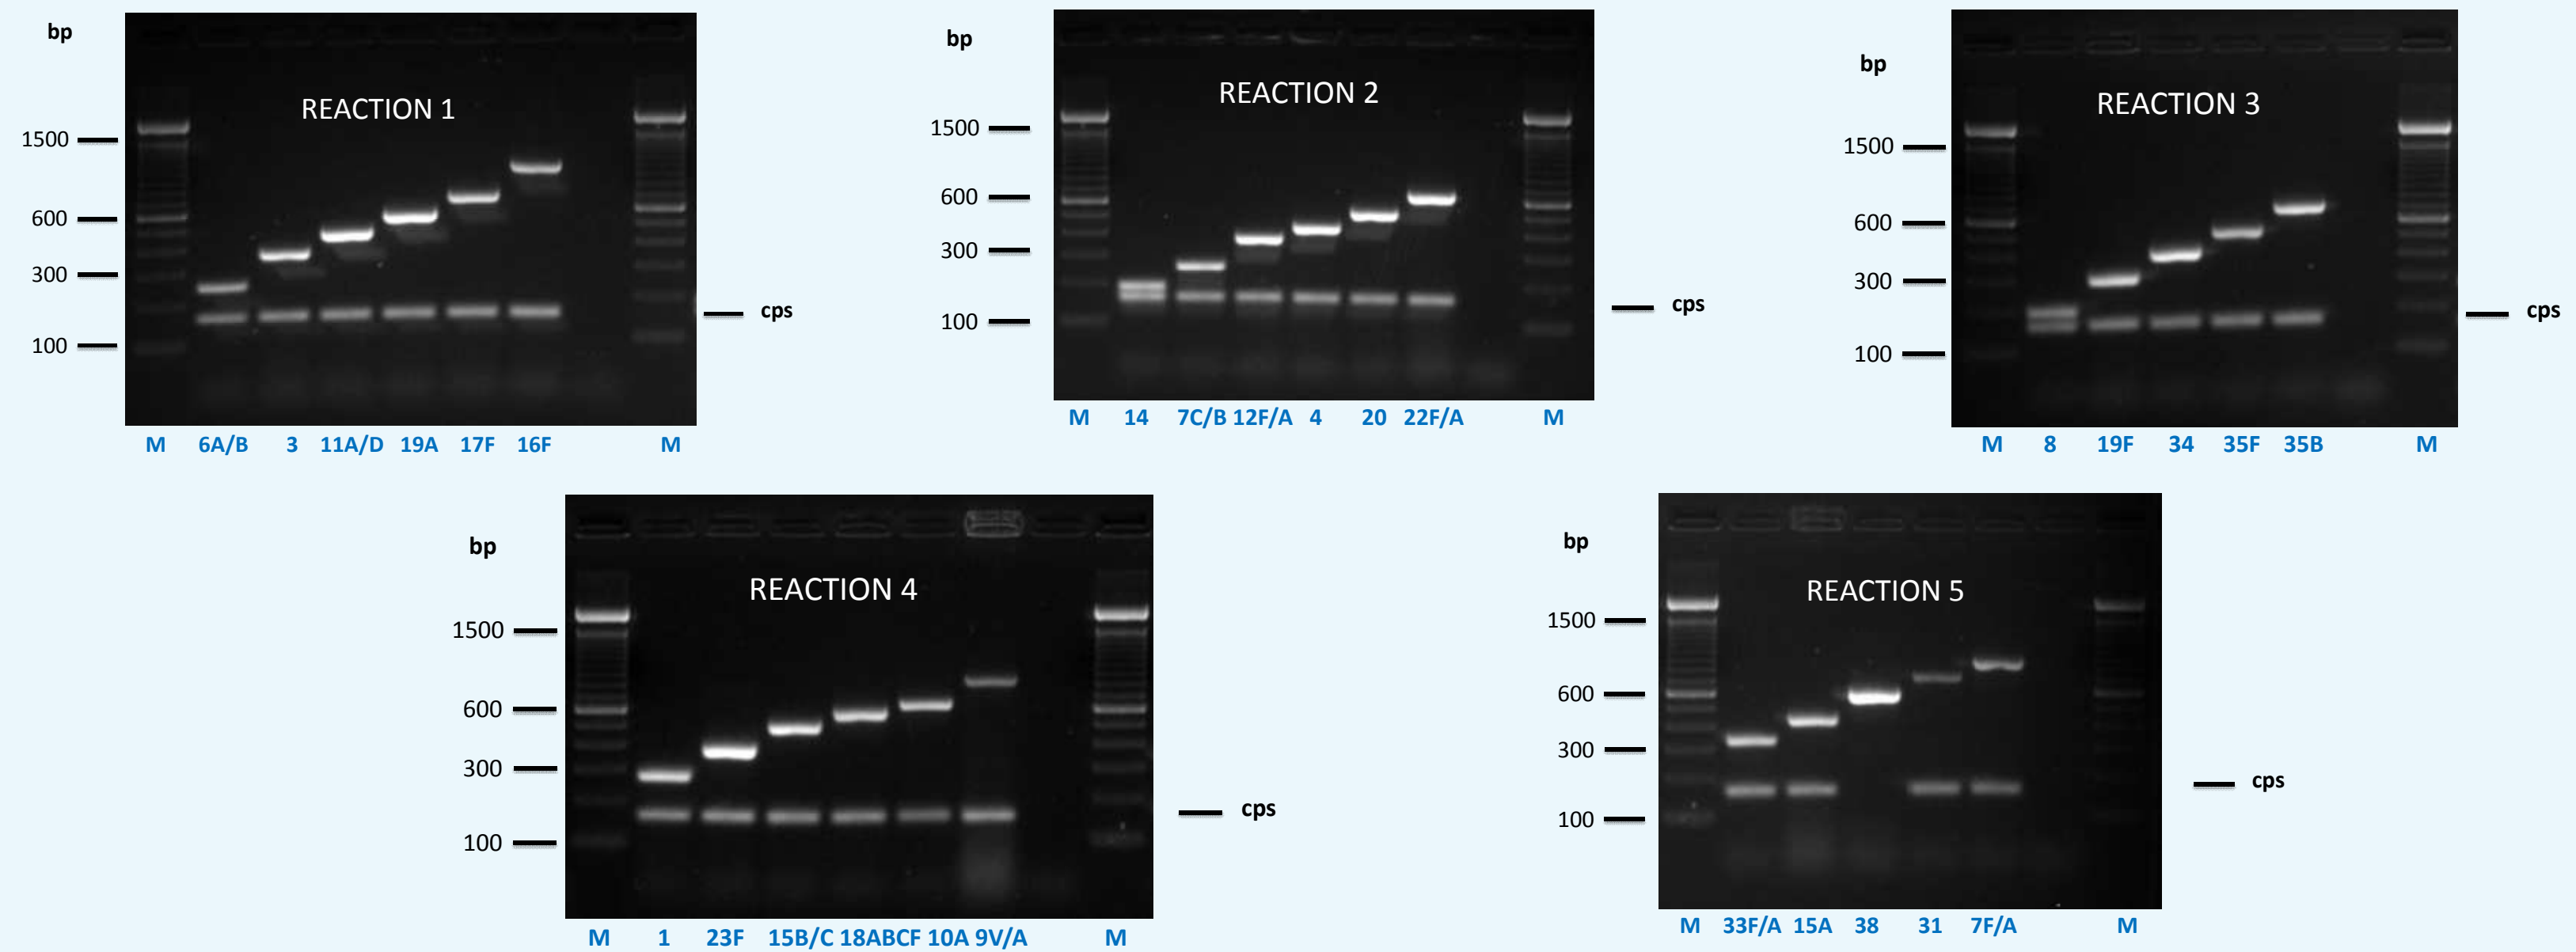 bp
REACTION 1
1500
600
300
100
cps
M 6A/B 3 11A/D 19A 17F 16F M
bp
REACTION 2
1500
600
300
100
cps
M 14 7C/B 12F/A 4 20 22F/A M
bp
REACTION 3
1500
600
300
100
cps
M 8 19F 34 35F 35B M
bp
REACTION 4
1500
600
300
100
cps
M 1 23F 15B/C 18ABCF 10A 9V/A M
bp
REACTION 5
1500
600
300
100
cps
M 33F/A 15A 38 31 7F/A M